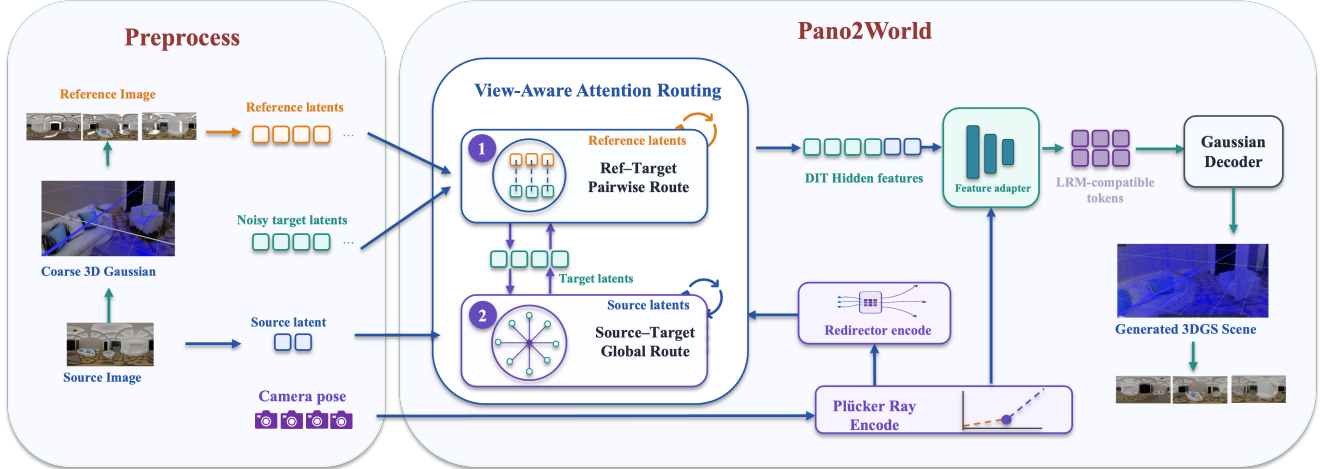 Preprocess
Reference Image
Reference latents
...
Coarse 3D Gaussian
Noisy target latents
...
Source Image
Source latent
Camera pose
Pano2World
View-Aware Attention Routing
1
Reference latents
Ref–Target
Pairwise Route
Target latents
2
Source latents
Source–Target
Global Route
DIT Hidden features
Feature adapter
LRM-compatible
tokens
Gaussian
Decoder
Redirector encode
Plücker Ray
Encode
Generated 3DGS Scene